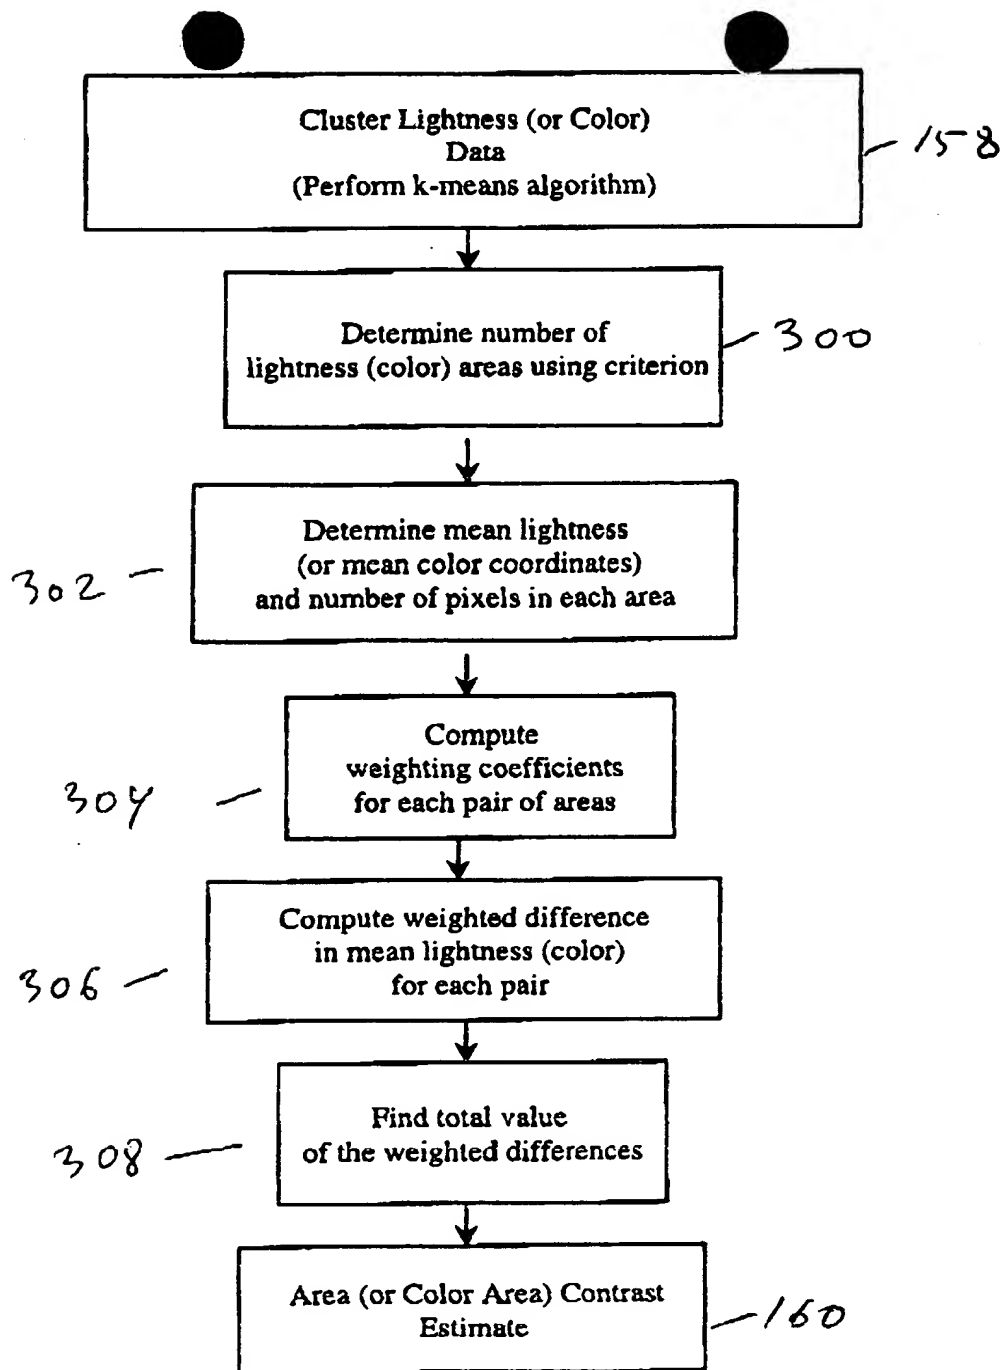 Cluster Lightness (or Color)
Data
(Perform k-means algorithm)
158
Determine number of
lightness (color) areas using criterion
300
Determine mean lightness
(or mean color coordinates)
and number of pixels in each area
302
Compute
weighting coefficients
for each pair of areas
304
Compute weighted difference
in mean lightness (color)
for each pair
306
Find total value
of the weighted differences
308
Area (or Color Area) Contrast
Estimate
160